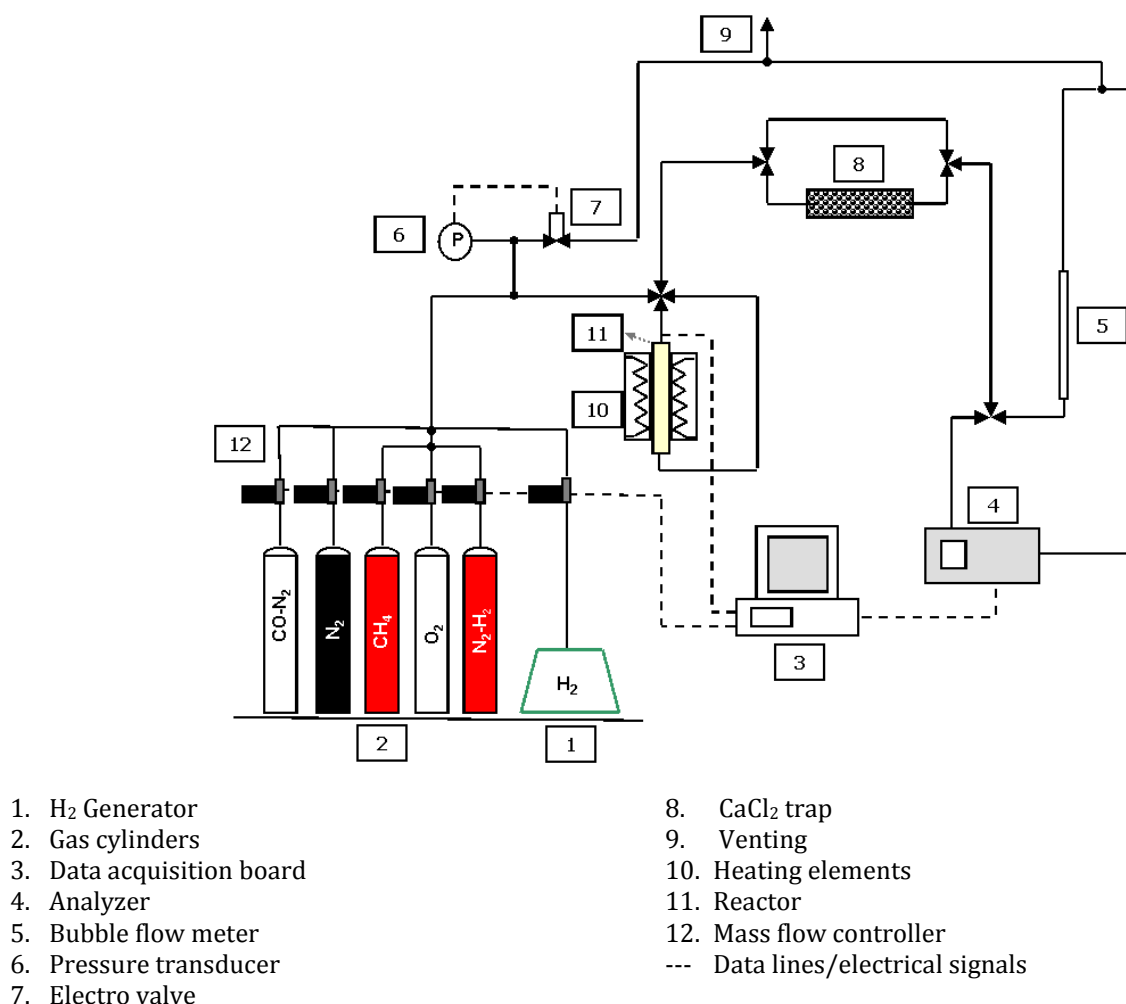 9
8
7
6
P
11
5
10
12
4
CO-N₂
N₂
CH₄
O₂
N₂-H₂
H₂
3
2
1
1. H₂ Generator
2. Gas cylinders
3. Data acquisition board
4. Analyzer
5. Bubble flow meter
6. Pressure transducer
7. Electro valve
8. CaCl₂ trap
9. Venting
10. Heating elements
11. Reactor
12. Mass flow controller
--- Data lines/electrical signals